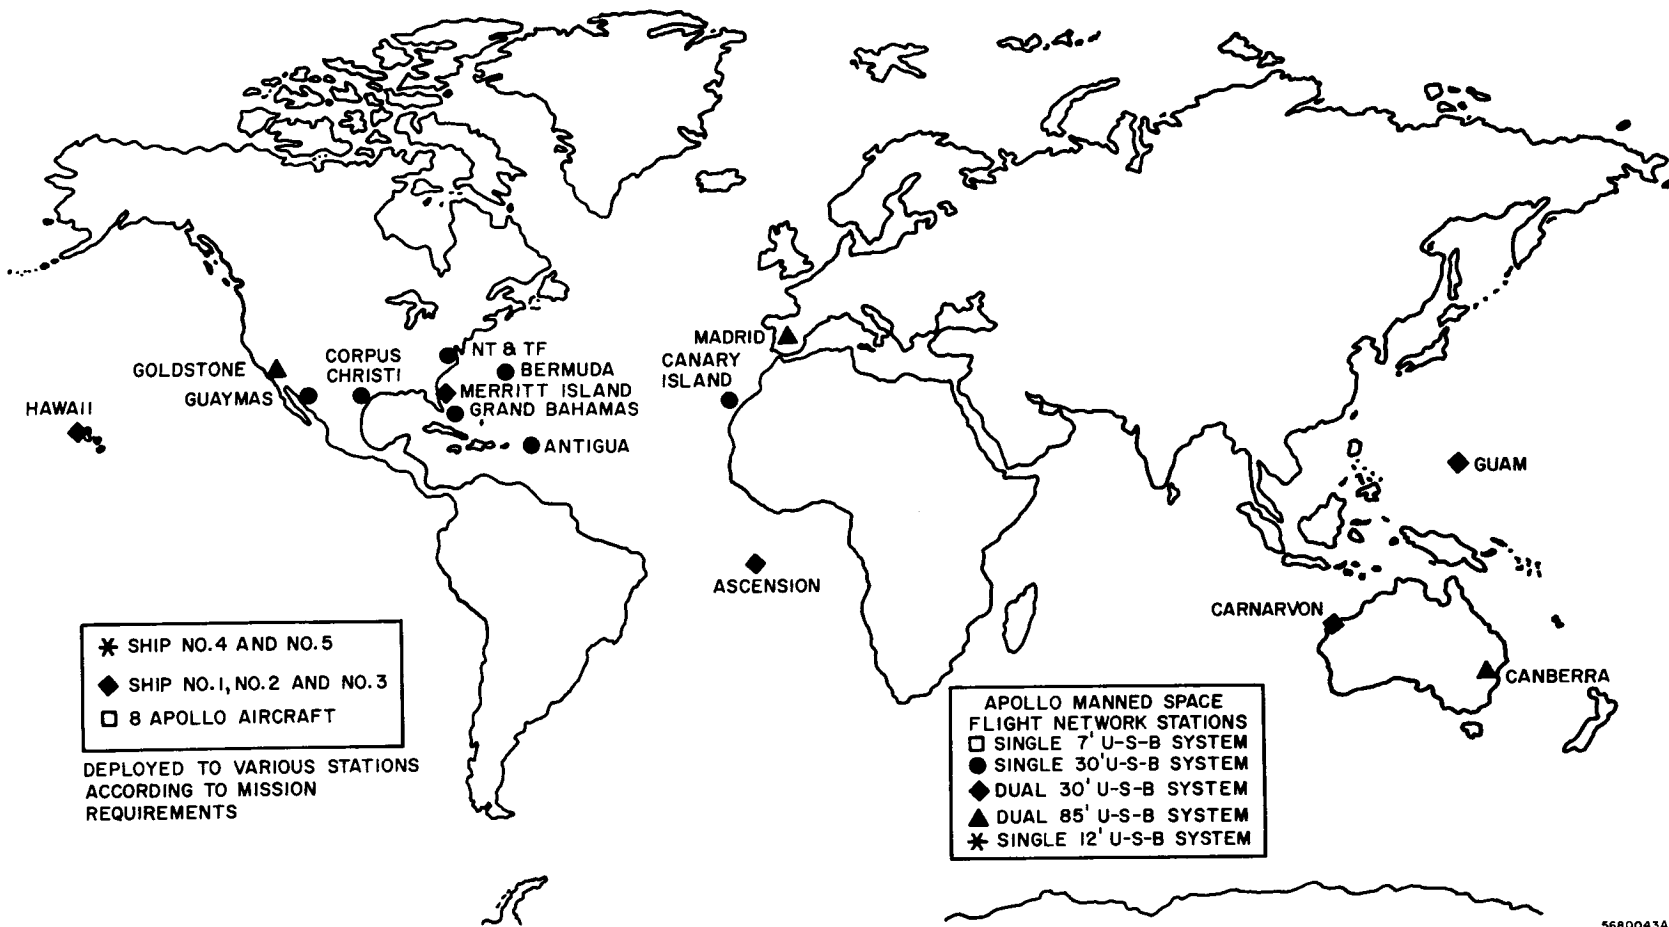 NT & TF
MADRID
CORPUS
CHRISTI
CANARY
ISLAND
GOLDSTONE
BERMUDA
GUAYMAS
MERRITT ISLAND
HAWAII
GRAND BAHAMAS
ANTIGUA
GUAM
ASCENSION
CARNARVON
CANBERRA
SHIP NO.4 AND NO.5
SHIP NO.1, NO.2 AND NO.3
8 APOLLO AIRCRAFT
DEPLOYED TO VARIOUS STATIONS
ACCORDING TO MISSION
REQUIREMENTS
APOLLO MANNED SPACE
FLIGHT NETWORK STATIONS
SINGLE 7' U-S-B SYSTEM
SINGLE 30' U-S-B SYSTEM
DUAL 30' U-S-B SYSTEM
DUAL 85' U-S-B SYSTEM
SINGLE 12' U-S-B SYSTEM
5680043A